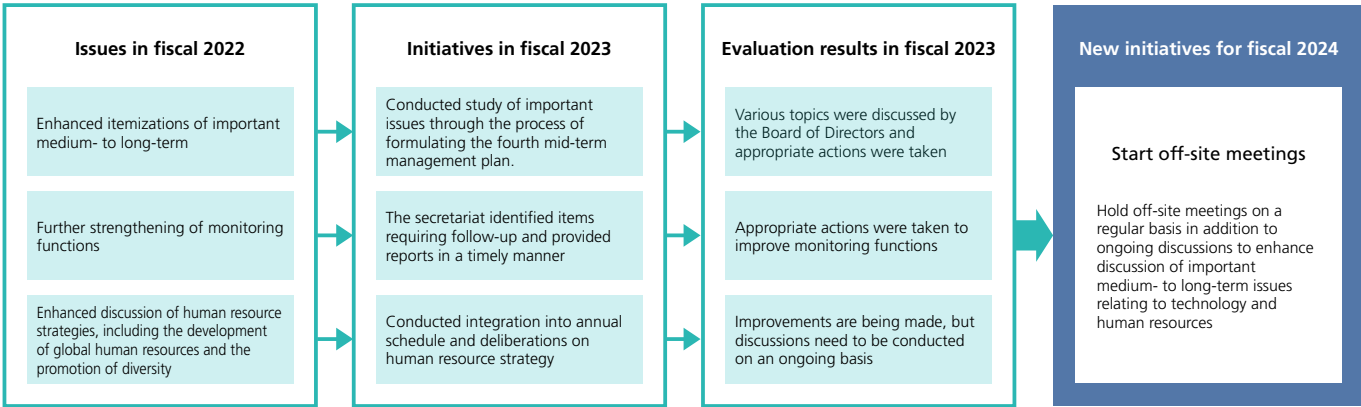 Issues in fiscal 2022
Enhanced itemizations of important
medium- to long-term
Further strengthening of monitoring
functions
Enhanced discussion of human resource
strategies, including the development
of global human resources and the
promotion of diversity
Initiatives in fiscal 2023
Conducted study of important
issues through the process of
formulating the fourth mid-term
management plan.
The secretariat identified items
requiring follow-up and provided
reports in a timely manner
Conducted integration into annual
schedule and deliberations on
human resource strategy
Evaluation results in fiscal 2023
Various topics were discussed by
the Board of Directors and
appropriate actions were taken
Appropriate actions were taken to
improve monitoring functions
Improvements are being made, but
discussions need to be conducted
on an ongoing basis
New initiatives for fiscal 2024
Start off-site meetings
Hold off-site meetings on a
regular basis in addition to
ongoing discussions to enhance
discussion of important
medium- to long-term issues
relating to technology and
human resources